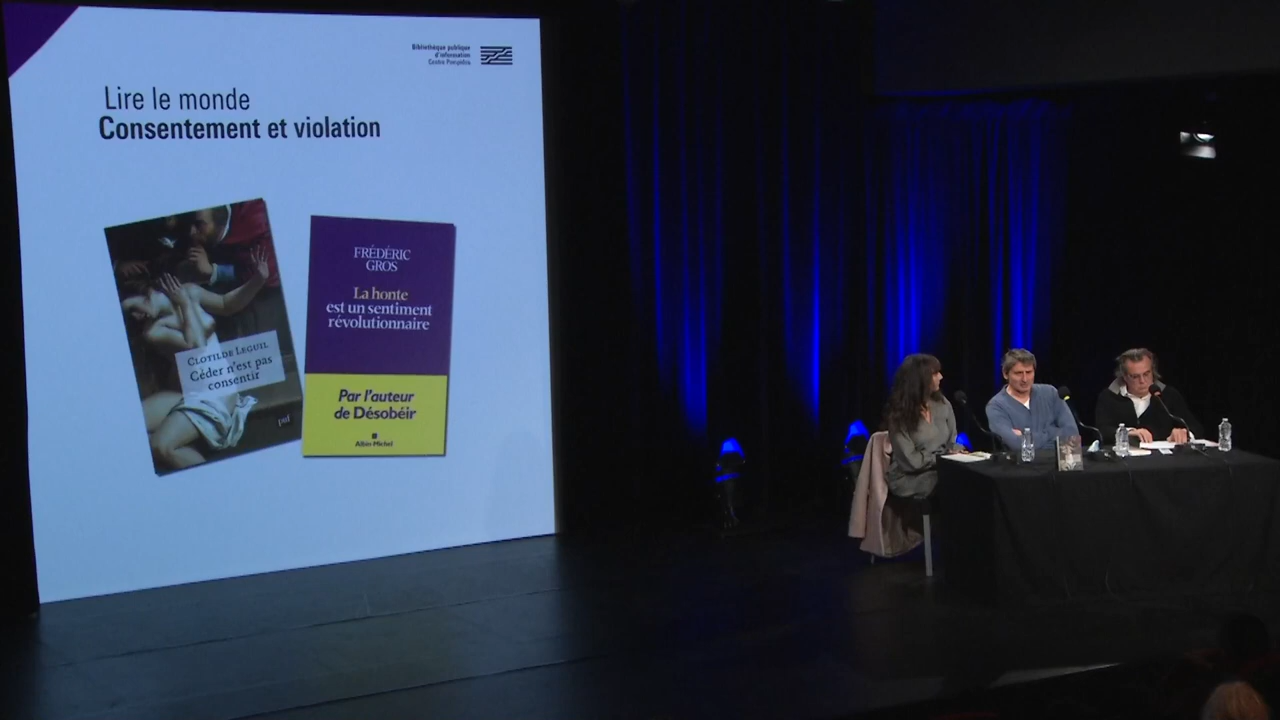 Bibliothèque publique
d'information
Centre Pompidou
Lire le monde
Consentement et violation
CLOTILDE LEGUIL
Céder n'est pas
consentir
puf
FRÉDÉRIC
GROS
La honte
est un sentiment
révolutionnaire
Par l'auteur
de Désobéir
Albin Michel